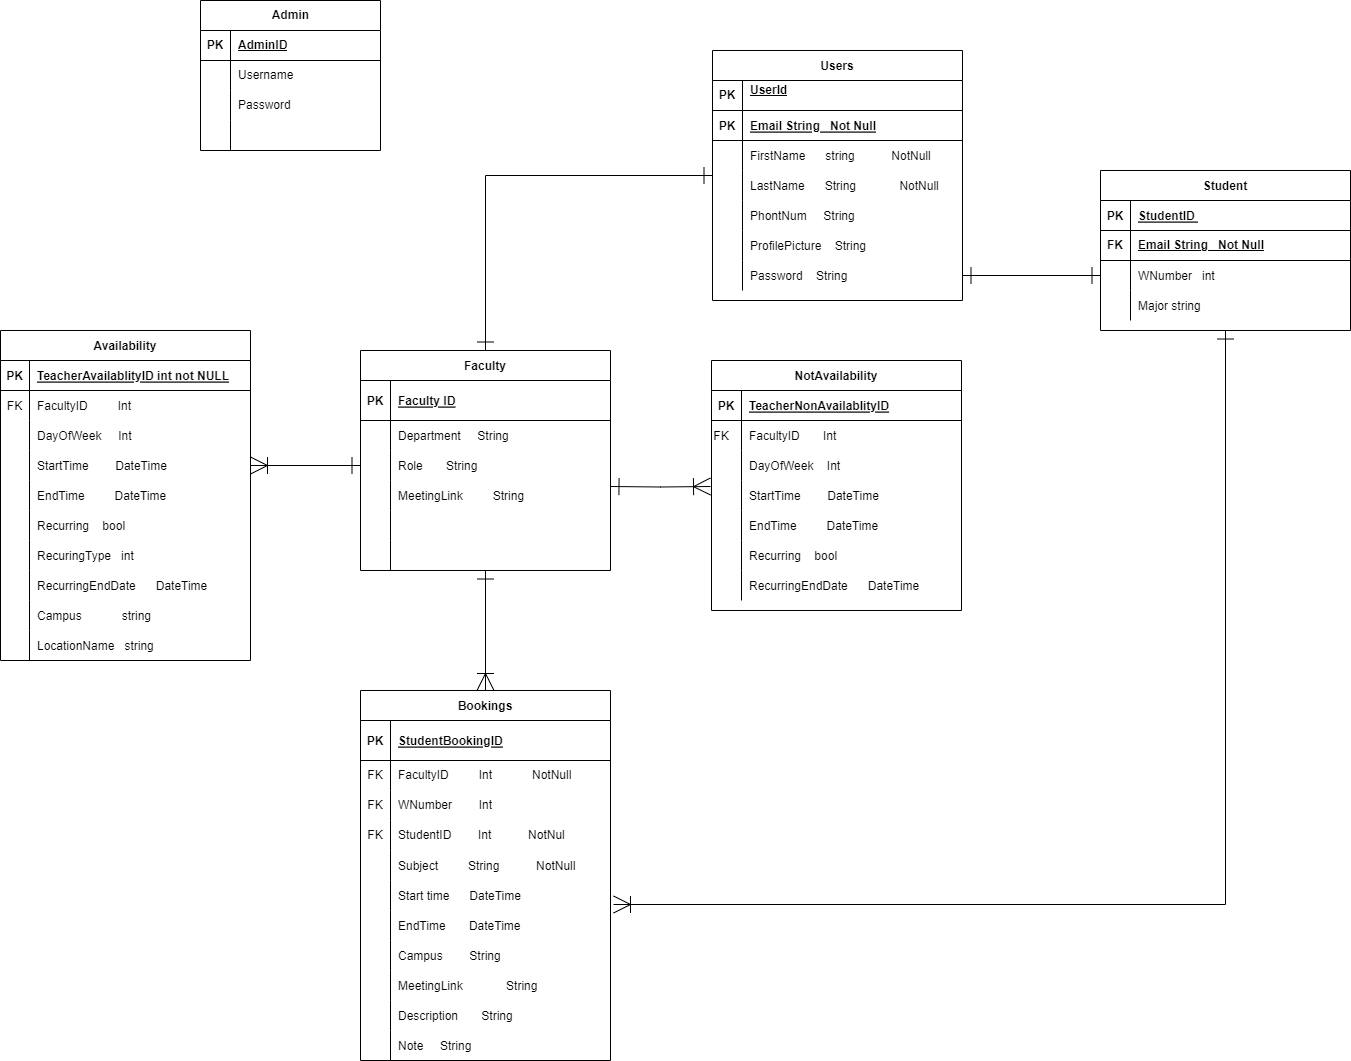 Admin
PK AdminID
Username
Password
Users
PK UserId
PK Email String Not Null
FirstName string NotNull
LastName String NotNull
PhontNum String
ProfilePicture String
Password String
Student
PK StudentID
FK Email String Not Null
WNumber int
Major string
Availability
PK TeacherAvailablityID int not NULL
FK FacultyID Int
DayOfWeek Int
StartTime DateTime
EndTime DateTime
Recurring bool
RecuringType int
RecurringEndDate DateTime
Campus string
LocationName string
Faculty
PK Faculty ID
Department String
Role String
MeetingLink String
NotAvailability
PK TeacherNonAvailablityID
FK FacultyID Int
DayOfWeek Int
StartTime DateTime
EndTime DateTime
Recurring bool
RecurringEndDate DateTime
Bookings
PK StudentBookingID
FK FacultyID Int NotNull
FK WNumber Int
FK StudentID Int NotNul
Subject String NotNull
Start time DateTime
EndTime DateTime
Campus String
MeetingLink String
Description String
Note String